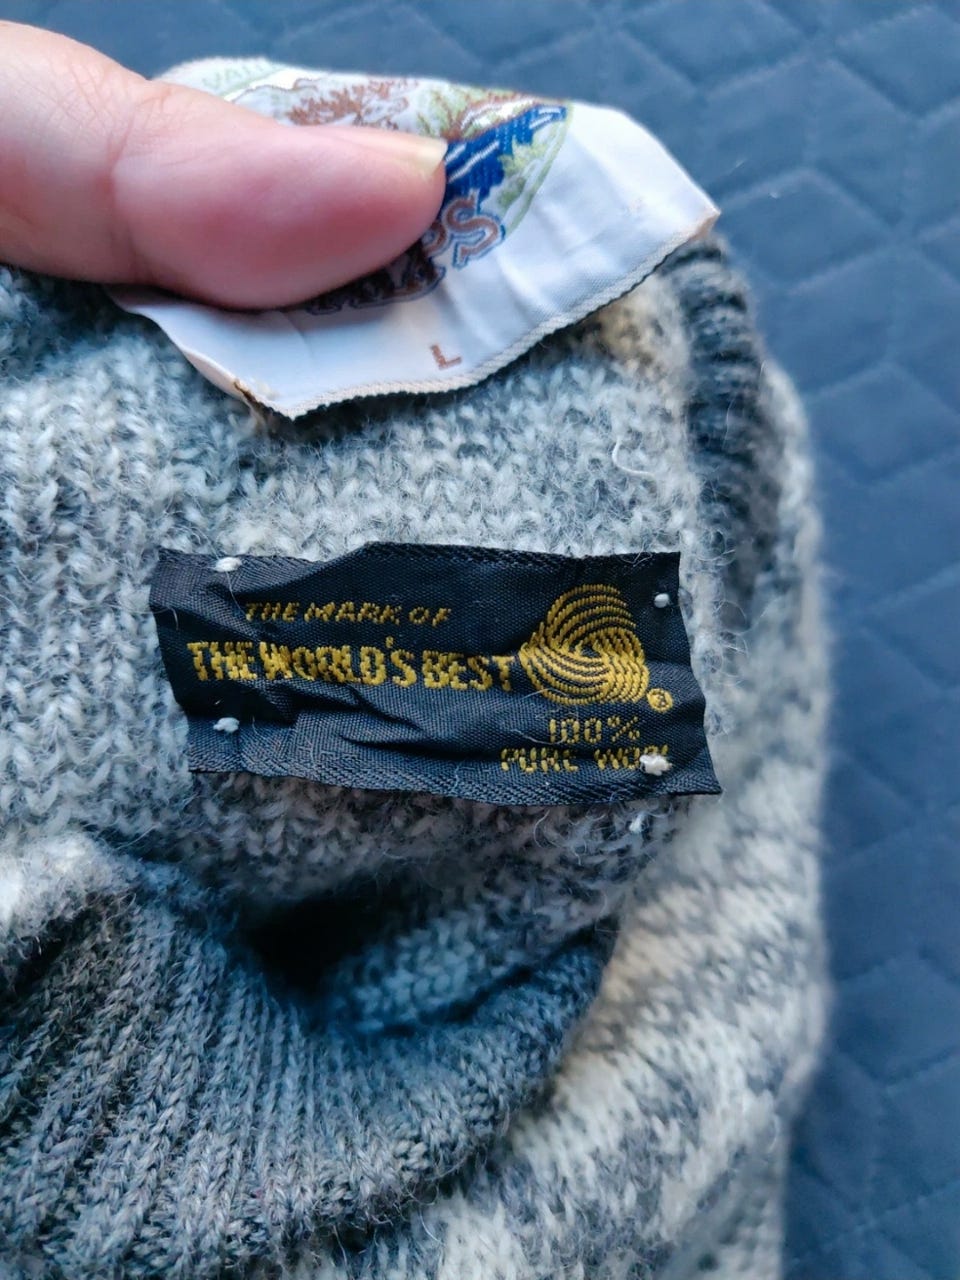 L
THE MARK OF
THE WORLD'S BEST
®
100%
PURE WOOL